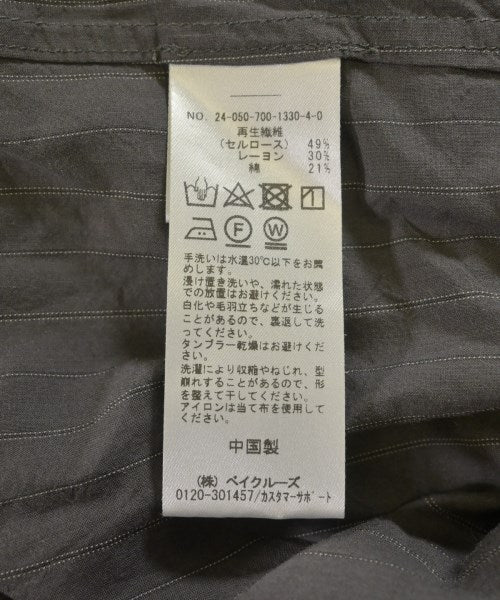 NO. 24-050-700-1330-4-0
再生繊維
(セルロース) 49%
レーヨン 30%
綿 21%
F W
手洗いは水温30℃以下をお薦
めします。
浸け置き洗いや、濡れた状態
での放置はお避けください。
白化や毛羽立ちなどが生じる
ことがあるので、裏返して洗
ってください。
タンブラー乾燥はお避けくだ
さい。
洗濯により収縮やねじれ、型
崩れすることがあるので、形
を整えて干してください。
アイロンは当て布を使用して
ください。
中国製
(株) ベイクルーズ
0120-301457/カスタマーサポート